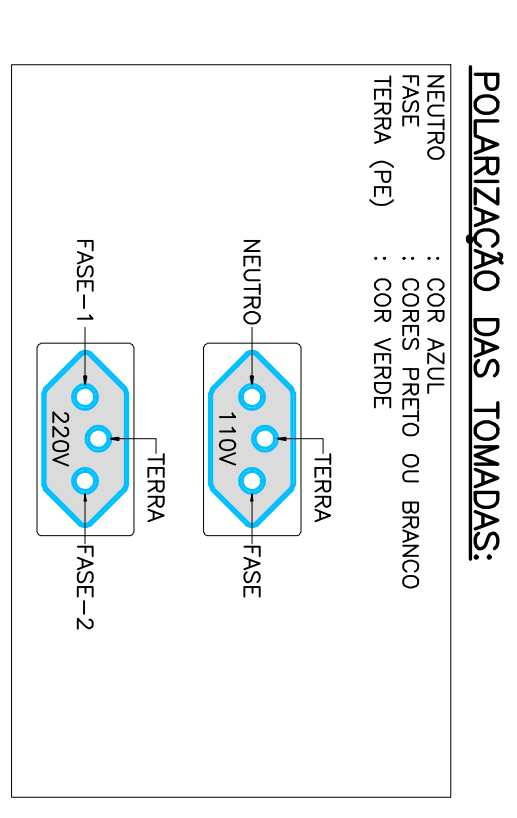 POLARIZAÇÃO DAS TOMADAS:
NEUTRO : COR AZUL
FASE : CORES PRETO OU BRANCO
TERRA (PE) : COR VERDE
TERRA
NEUTRO
FASE
110V
TERRA
FASE-1
FASE-2
220V